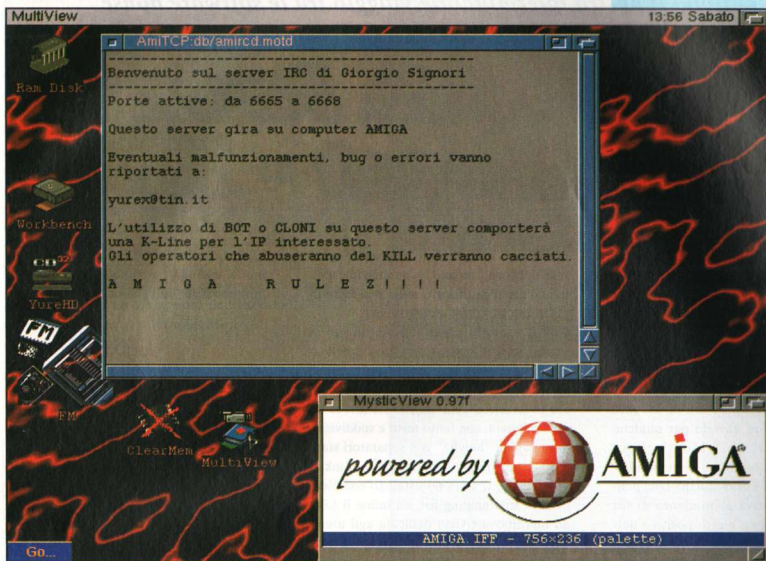 MultiView
13:56 Sabato
Ram Disk
Workbench
CD³²
YureHD
FM
FM
ClearMem
MultiView
Go...
AmiTCP:db/amircd.motd
Benvenuto sul server IRC di Giorgio Signori
Porte attive: da 6665 a 6668
Questo server gira su computer AMIGA
Eventuali malfunzionamenti, bug o errori vanno
riportati a:
yurex@tin.it
L'utilizzo di BOT o CLONI su questo server comporterà
una K-Line per l'IP interessato.
Gli operatori che abuseranno del KILL verranno cacciati.
A M I G A R U L E Z ! ! ! !
MysticView 0.97f
powered by AMIGA®
AMIGA.IFF - 756×236 (palette)